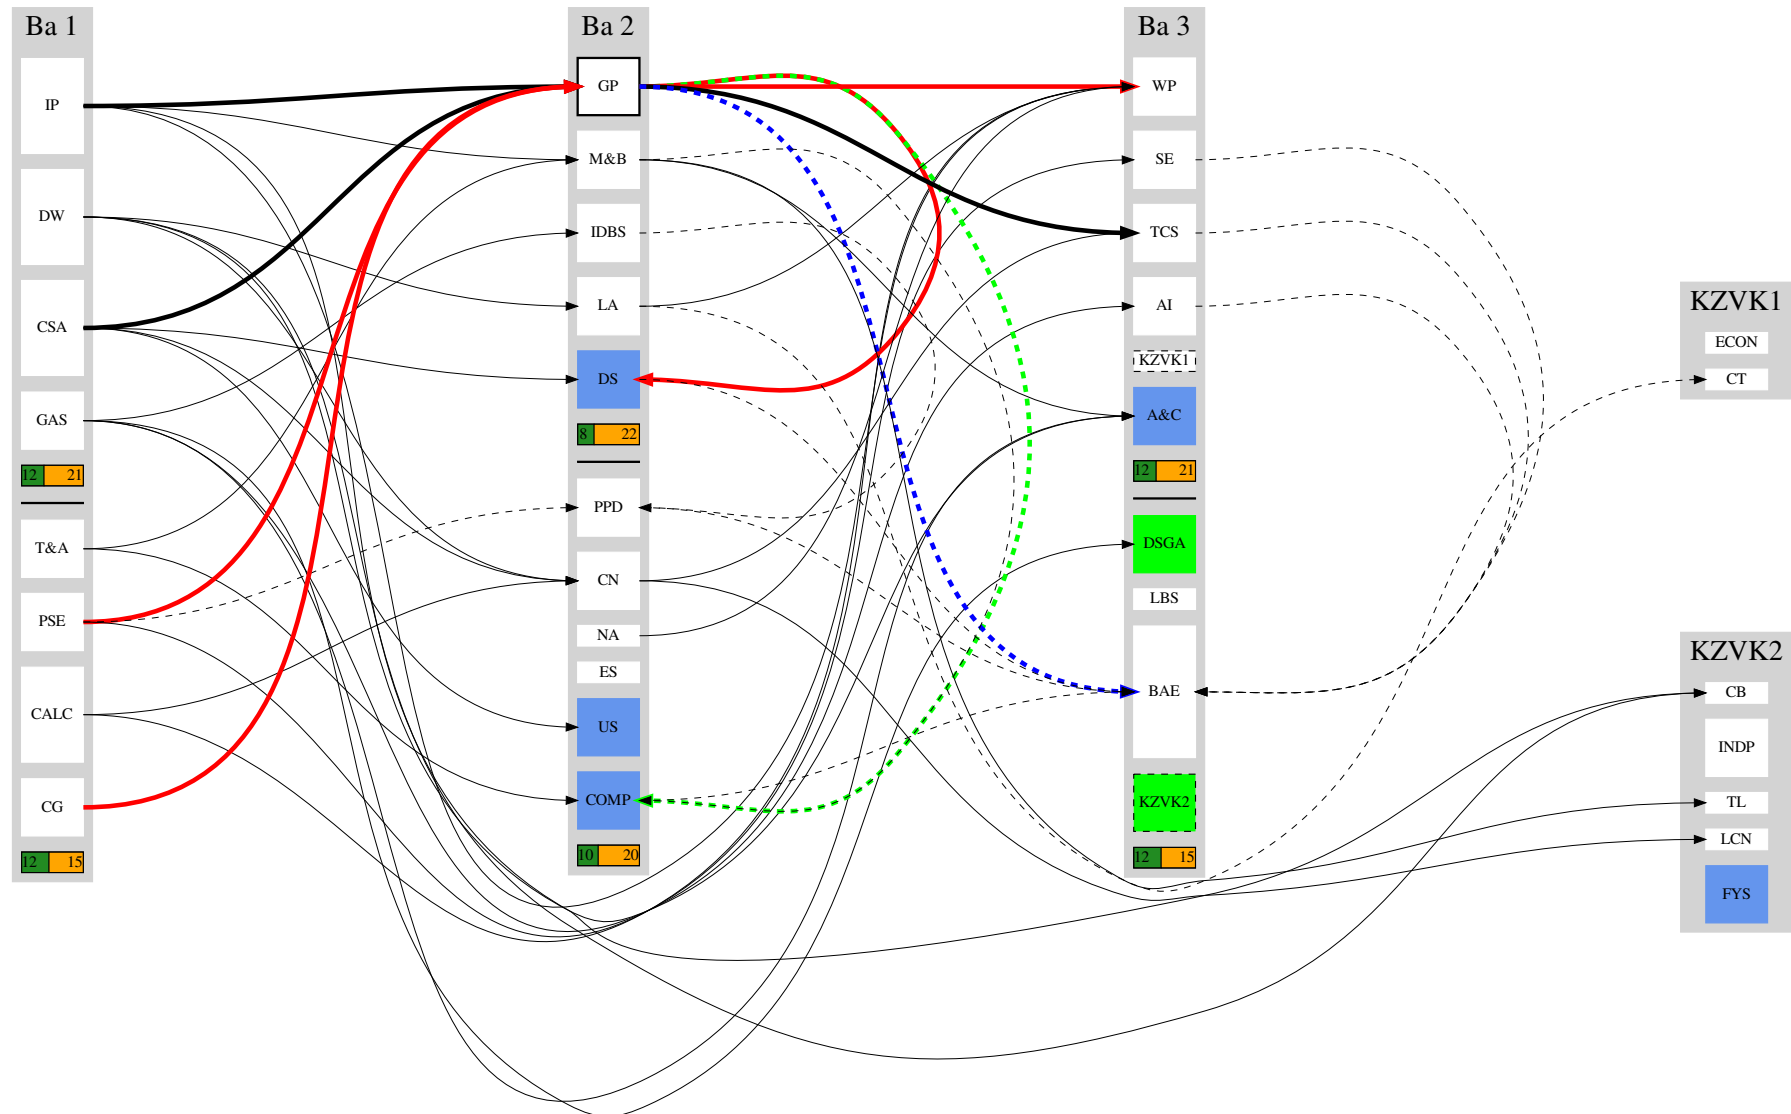 Ba 1
IP
DW
CSA
GAS
12 21
T&A
PSE
CALC
CG
12 15
Ba 2
GP
M&B
IDBS
LA
DS
8 22
PPD
CN
NA
ES
US
COMP
10 20
Ba 3
WP
SE
TCS
AI
KZVK1
A&C
12 21
DSGA
LBS
BAE
KZVK2
12 15
KZVK1
ECON
CT
KZVK2
CB
INDP
TL
LCN
FYS